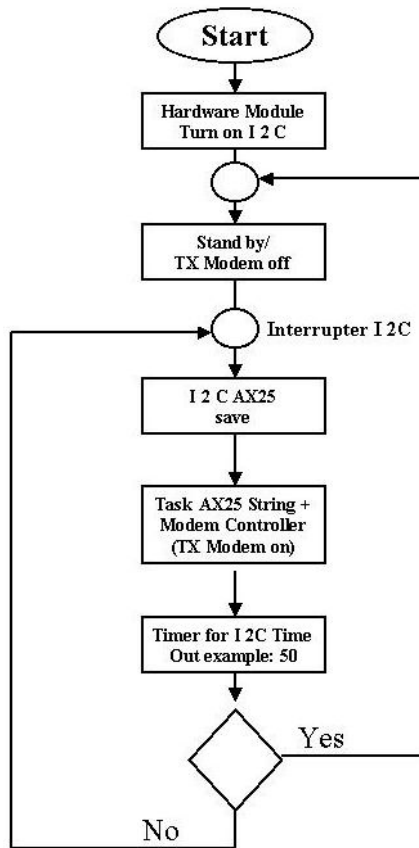 Start
Hardware Module
Turn on I 2 C
Stand by/
TX Modem off
Interrupter I 2C
I 2 C AX25
save
Task AX25 String +
Modem Controller
(TX Modem on)
Timer for I 2C Time
Out example: 50
Yes
No